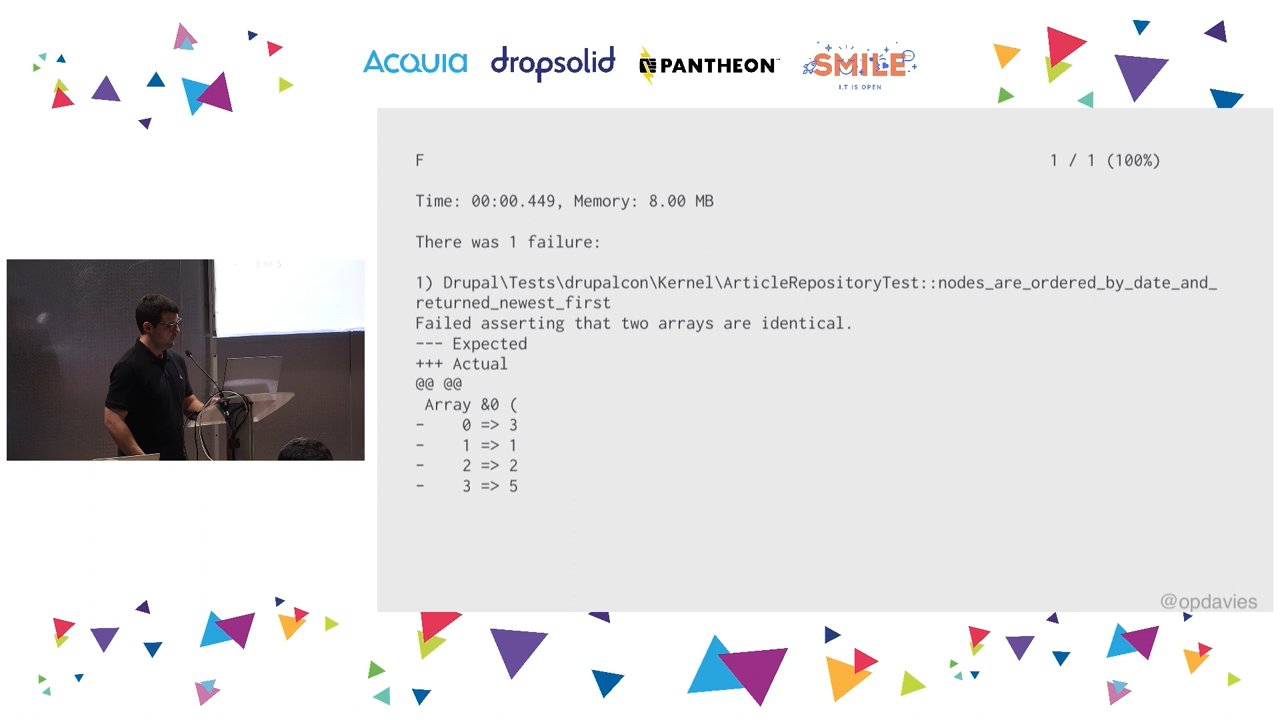 ACQUIA
dropsolid
PANTHEON
SMILE
I.T IS OPEN
F 1 / 1 (100%)
Time: 00:00.449, Memory: 8.00 MB
There was 1 failure:
1) Drupal\Tests\drupalcon\Kernel\ArticleRepositoryTest::nodes_are_ordered_by_date_and_
returned_newest_first
Failed asserting that two arrays are identical.
--- Expected
+++ Actual
@@ @@
Array &0 (
- 0 => 3
- 1 => 1
- 2 => 2
- 3 => 5
@opdavies